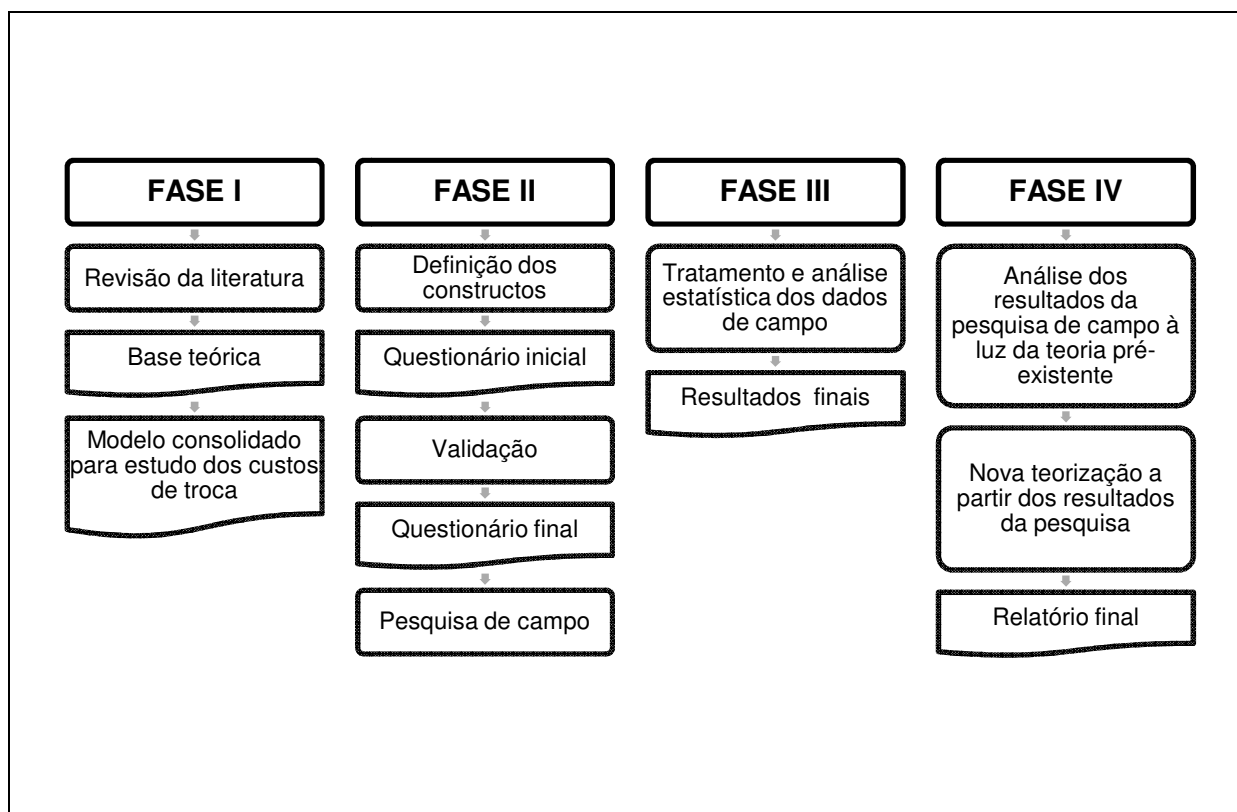 FASE I
Revisão da literatura
Base teórica
Modelo consolidado
para estudo dos custos
de troca
FASE II
Definição dos
constructos
Questionário inicial
Validação
Questionário final
Pesquisa de campo
FASE III
Tratamento e análise
estatística dos dados
de campo
Resultados finais
FASE IV
Análise dos
resultados da
pesquisa de campo à
luz da teoria pré-
existente
Nova teorização a
partir dos resultados
da pesquisa
Relatório final